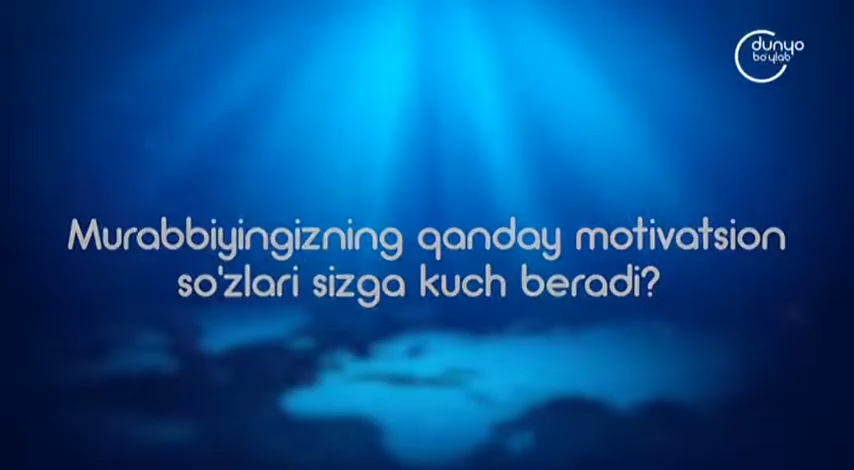 dunyo
bo'ylab
Murabbiyingizning qanday motivatsion
so'zlari sizga kuch beradi?